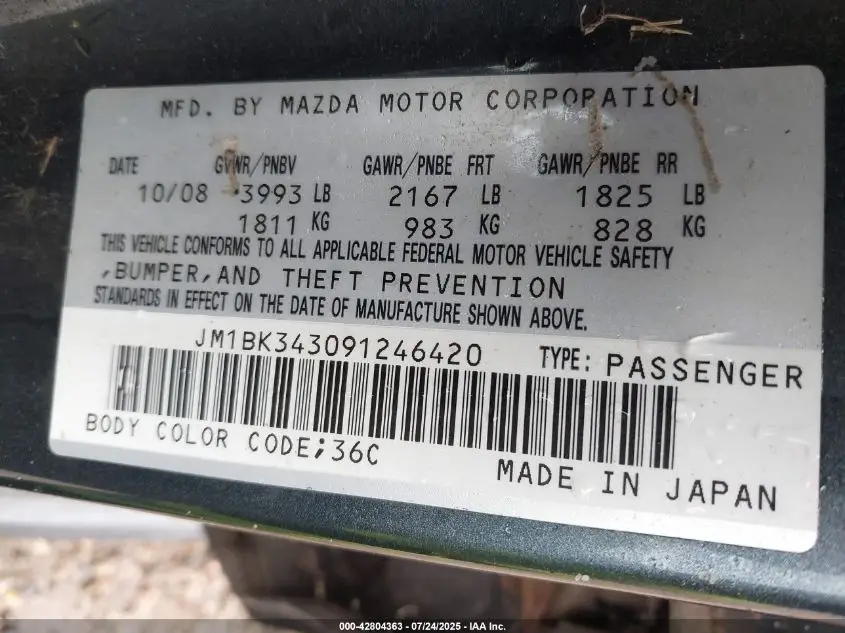 MFD. BY MAZDA MOTOR CORPORATION
DATE GVWR/PNBV GAWR/PNBE FRT GAWR/PNBE RR
10/08 3993 LB 2167 LB 1825 LB
1811 KG 983 KG 828 KG
THIS VEHICLE CONFORMS TO ALL APPLICABLE FEDERAL MOTOR VEHICLE SAFETY
,BUMPER,AND THEFT PREVENTION
STANDARDS IN EFFECT ON THE DATE OF MANUFACTURE SHOWN ABOVE.
JM1BK343091246420 TYPE: PASSENGER
BODY COLOR CODE;36C
MADE IN JAPAN
000-42804363 | 07/24/2025 - IAA Inc.